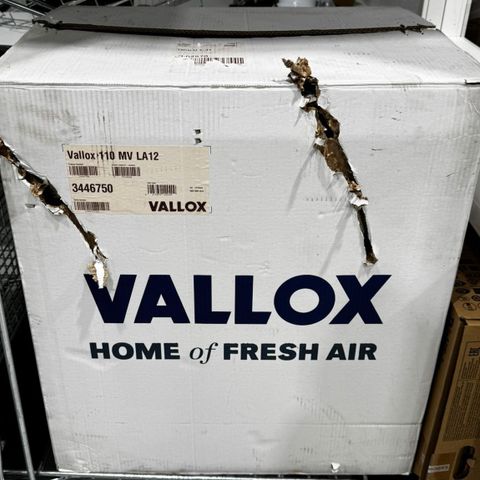 Vallox 110 MV LA12
3446750
VALLOX
VALLOX
HOME of FRESH AIR